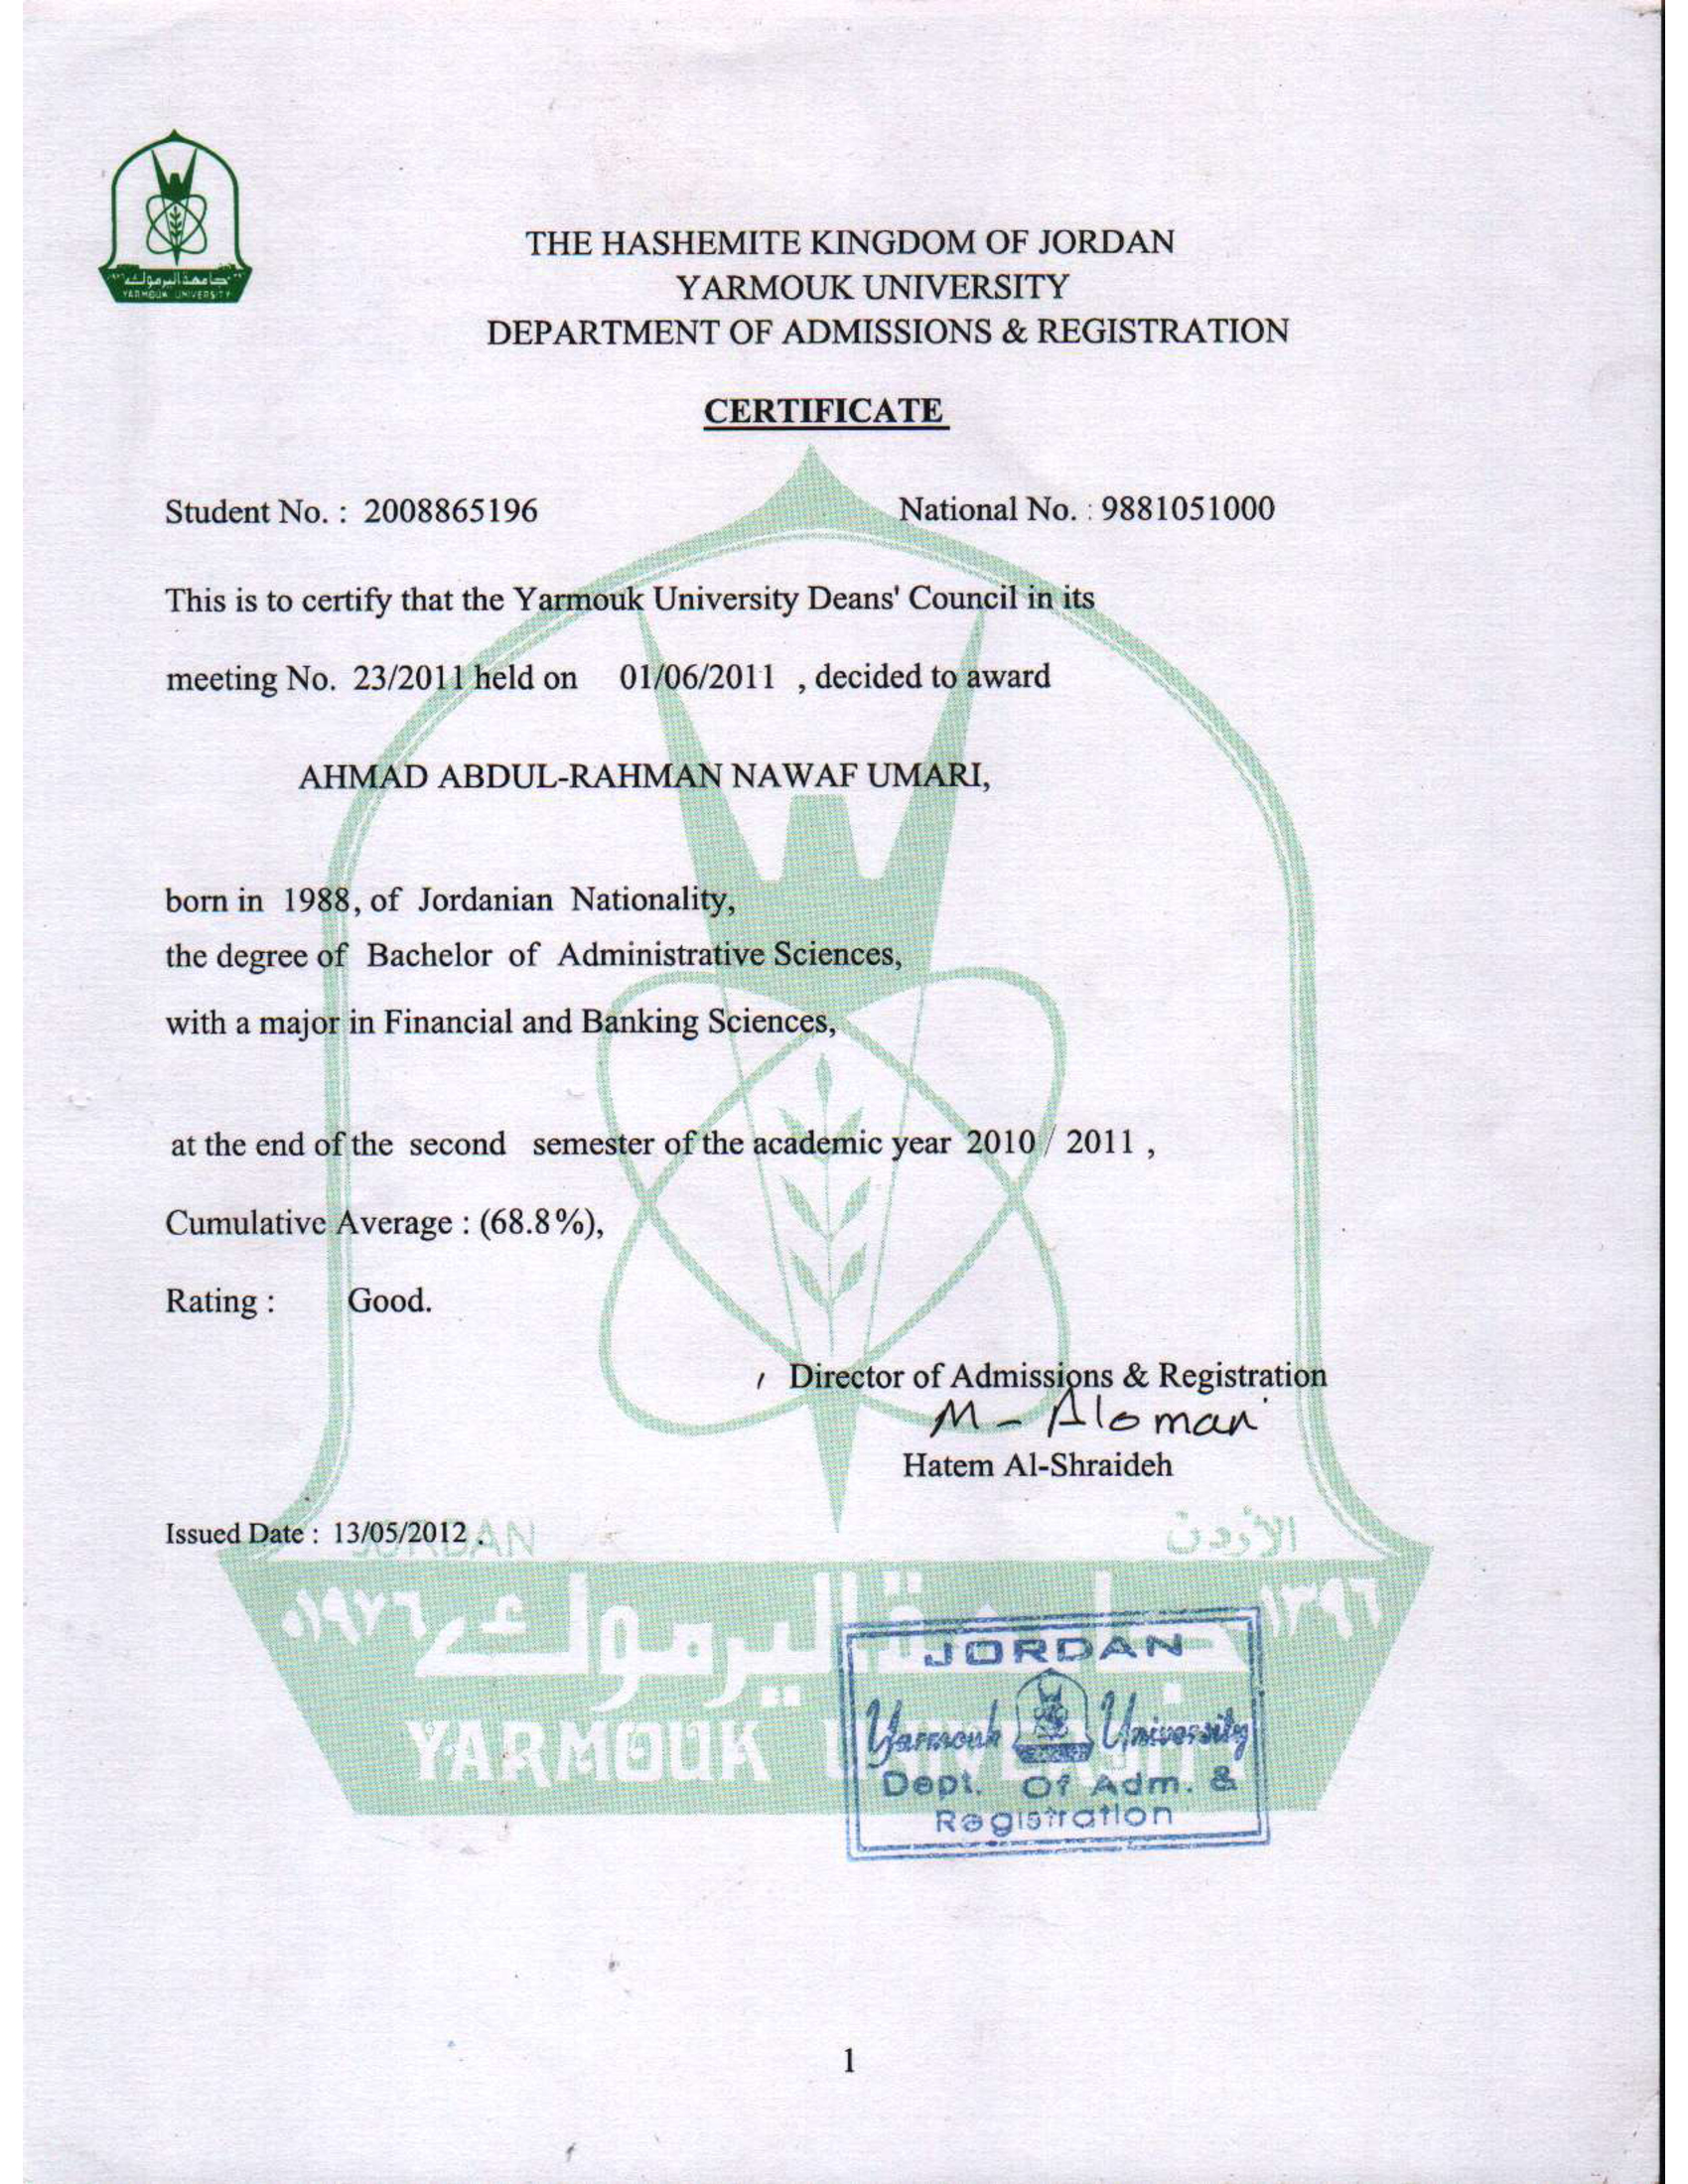 جامعة اليرموك
YARMOUK UNIVERSITY
THE HASHEMITE KINGDOM OF JORDAN
YARMOUK UNIVERSITY
DEPARTMENT OF ADMISSIONS & REGISTRATION
CERTIFICATE
Student No. : 2008865196 National No. : 9881051000
This is to certify that the Yarmouk University Deans' Council in its
meeting No. 23/2011 held on 01/06/2011 , decided to award
AHMAD ABDUL-RAHMAN NAWAF UMARI,
born in 1988, of Jordanian Nationality,
the degree of Bachelor of Administrative Sciences,
with a major in Financial and Banking Sciences,
at the end of the second semester of the academic year 2010 / 2011 ,
Cumulative Average : (68.8%),
Rating : Good.
Director of Admissions & Registration
M - Aloman
Hatem Al-Shraideh
Issued Date : 13/05/2012 .
JORDAN الأردن
١٣٩٦ جامعة اليرموك ١٩٧٦
YARMOUK
JORDAN
Yarmouk University
Dept. Of Adm. &
Registration
1